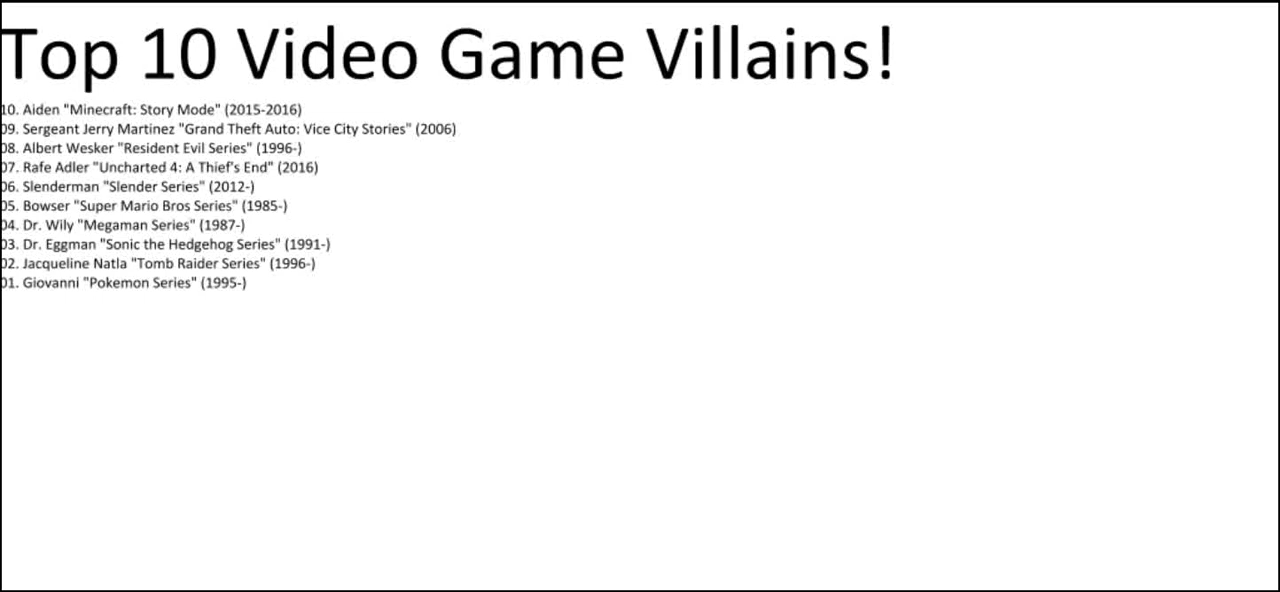 Top 10 Video Game Villains!
10. Aiden "Minecraft: Story Mode" (2015-2016)
09. Sergeant Jerry Martinez "Grand Theft Auto: Vice City Stories" (2006)
08. Albert Wesker "Resident Evil Series" (1996-)
07. Rafe Adler "Uncharted 4: A Thief's End" (2016)
06. Slenderman "Slender Series" (2012-)
05. Bowser "Super Mario Bros Series" (1985-)
04. Dr. Wily "Megaman Series" (1987-)
03. Dr. Eggman "Sonic the Hedgehog Series" (1991-)
02. Jacqueline Natla "Tomb Raider Series" (1996-)
01. Giovanni "Pokemon Series" (1995-)